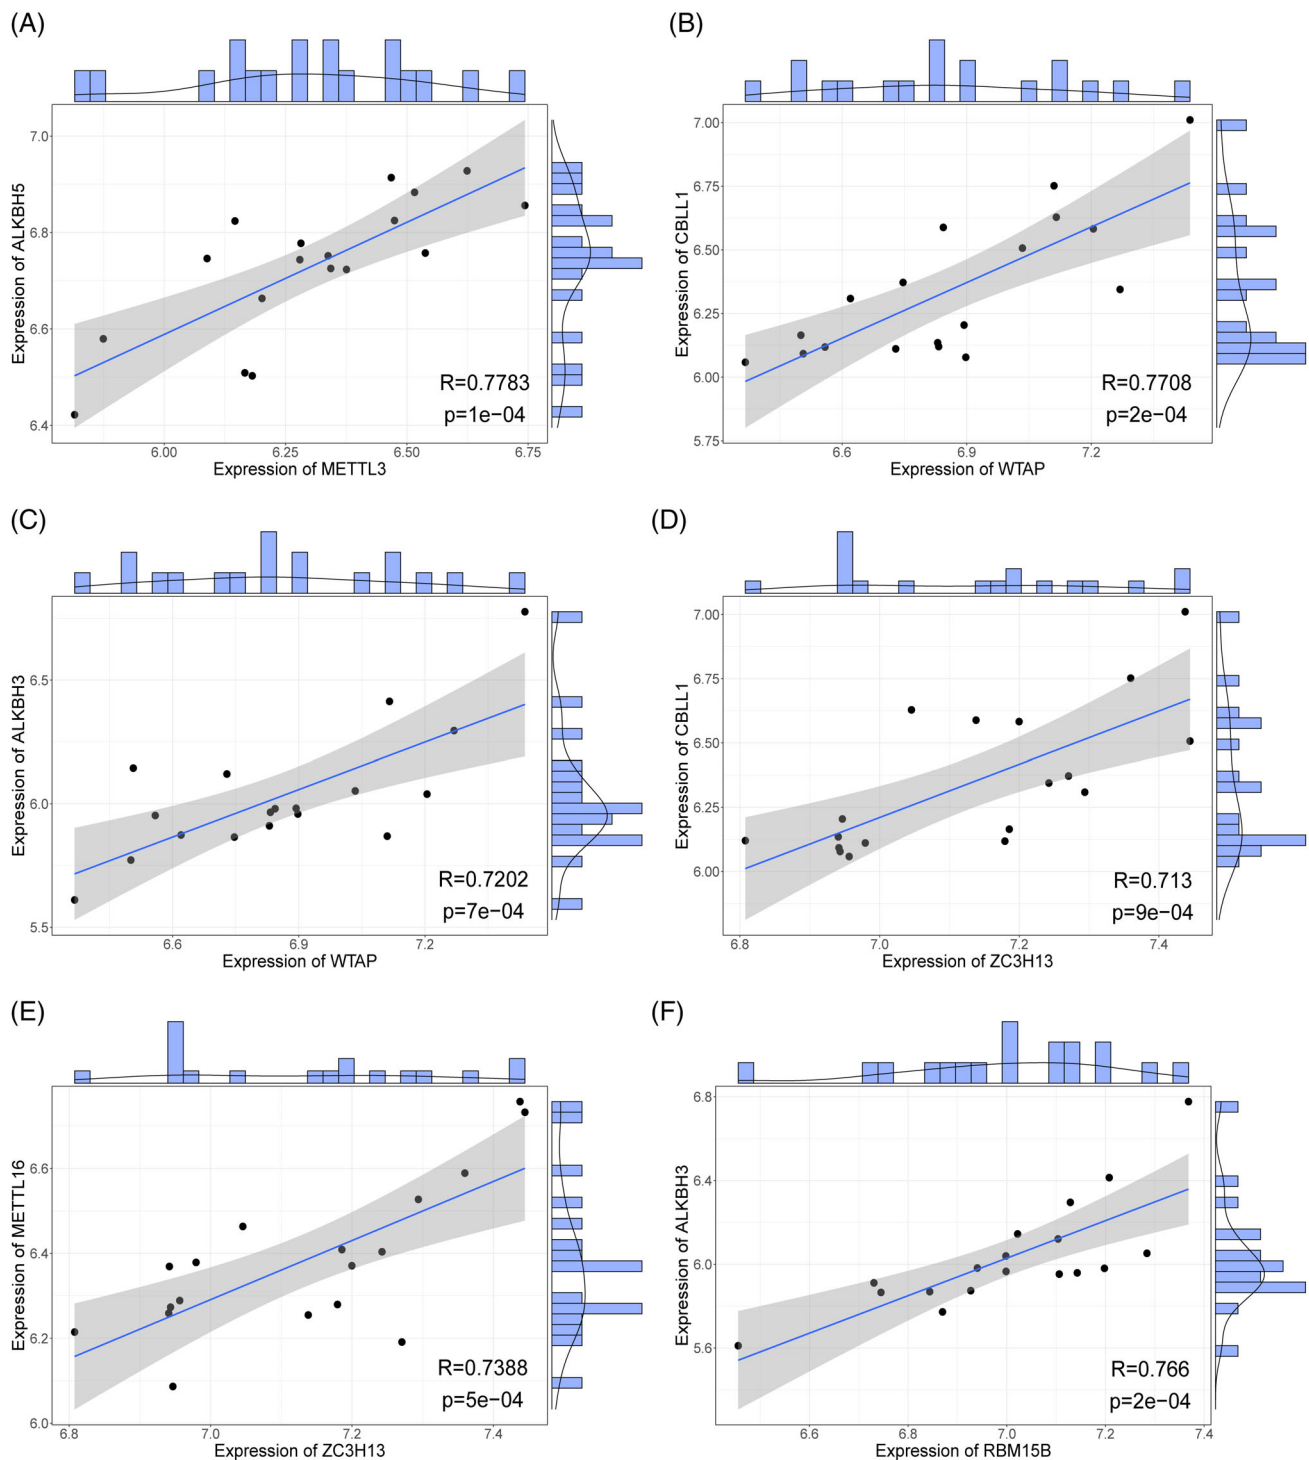 (A)
7.0
6.8
6.6
6.4
Expression of ALKBH5
R=0.7783
p=1e−04
6.00 6.25 6.50 6.75
Expression of METTL3
(B)
7.00
6.75
6.50
6.25
6.00
5.75
Expression of CBLL1
R=0.7708
p=2e−04
6.6 6.9 7.2
Expression of WTAP
(C)
6.5
6.0
5.5
Expression of ALKBH3
R=0.7202
p=7e−04
6.6 6.9 7.2
Expression of WTAP
(D)
7.00
6.75
6.50
6.25
6.00
Expression of CBLL1
R=0.713
p=9e−04
6.8 7.0 7.2 7.4
Expression of ZC3H13
(E)
6.6
6.4
6.2
6.0
Expression of METTL16
R=0.7388
p=5e−04
6.8 7.0 7.2 7.4
Expression of ZC3H13
(F)
6.8
6.4
6.0
5.6
Expression of ALKBH3
R=0.766
p=2e−04
6.6 6.8 7.0 7.2 7.4
Expression of RBM15B